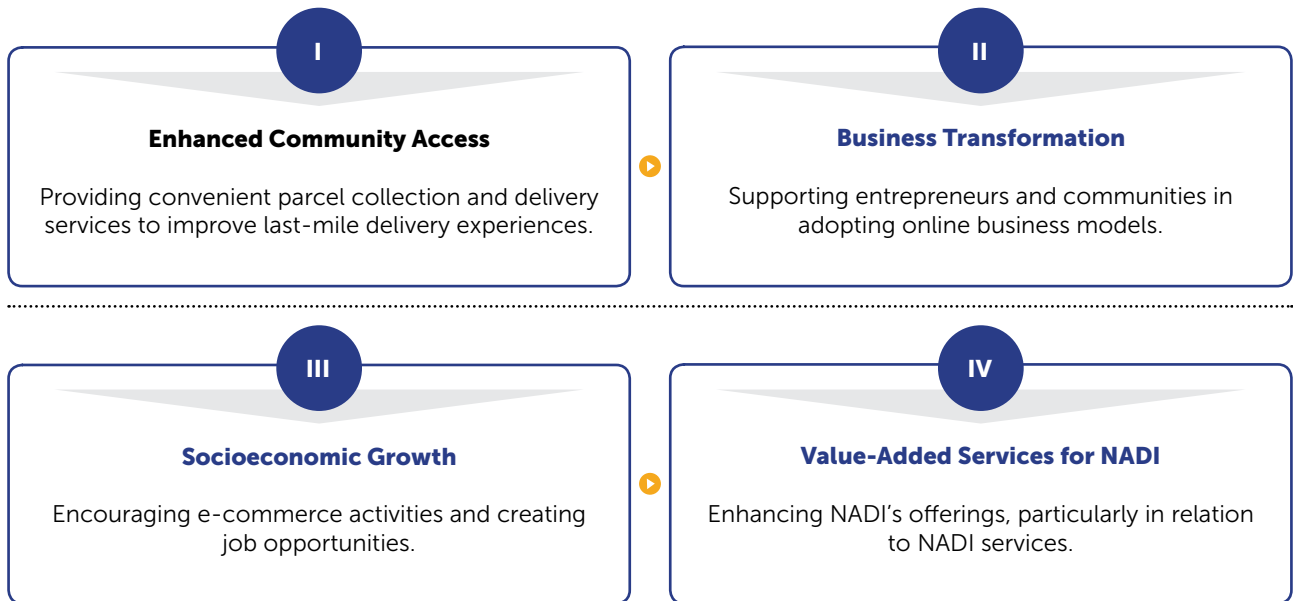 I
Enhanced Community Access
Providing convenient parcel collection and delivery
services to improve last-mile delivery experiences.
II
Business Transformation
Supporting entrepreneurs and communities in
adopting online business models.
III
Socioeconomic Growth
Encouraging e-commerce activities and creating
job opportunities.
IV
Value-Added Services for NADI
Enhancing NADI's offerings, particularly in relation
to NADI services.